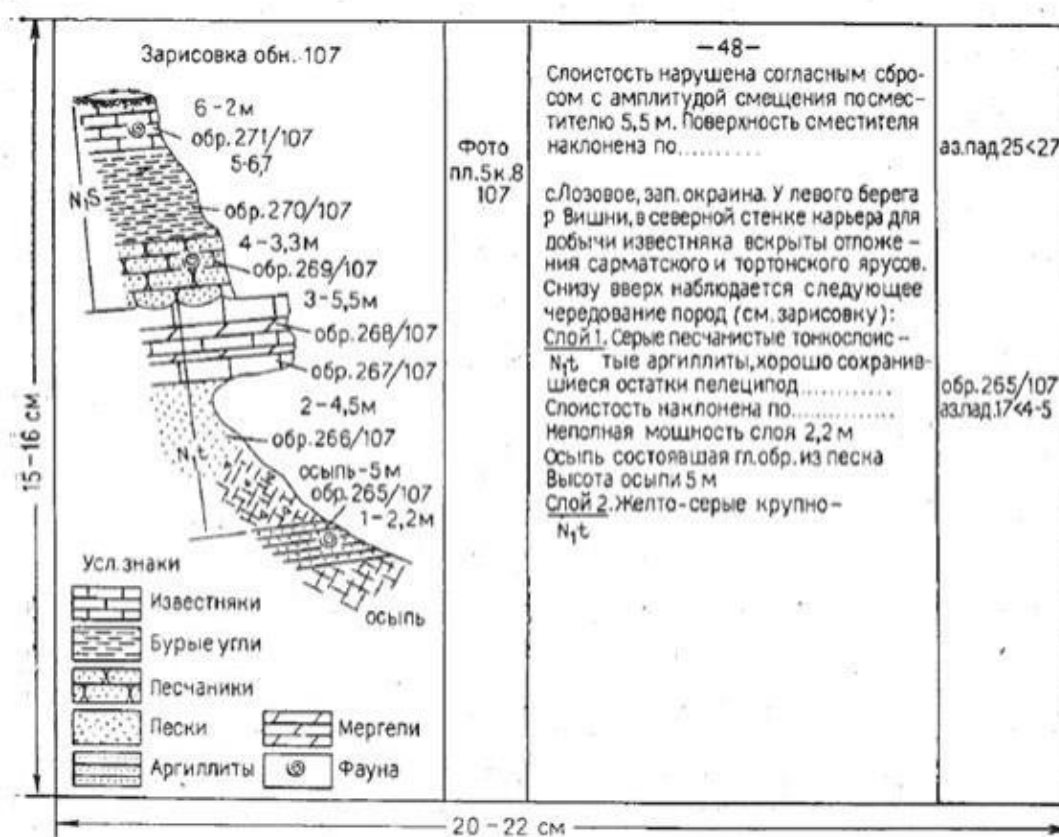 Зарисовка обн. 107
6-2м
обр. 271/107
5-6,7
N₁S
обр. 270/107
4-3,3м
обр. 269/107
3-5,5м
обр. 268/107
обр. 267/107
2-4,5м
обр. 266/107
N₁t
осыпь-5м
обр. 265/107
1-2,2м
осыпь
Усл. знаки
Известняки
Бурые угли
Песчаники
Пески
Мергели
Аргиллиты
Фауна
15-16 см
Фото
пл.5к.8
107
-48-
Слоистость нарушена согласным сбро-
сом с амплитудой смещения посмес-
тителю 5,5 м. Поверхность сместителя
наклонена по..........
аз.пад.25<27
с.Лозовое, зап. окраина. У левого берега
р Вишни, в северной стенке карьера для
добычи известняка вскрыты отложе-
ния сарматского и тортонского ярусов.
Снизу вверх наблюдается следующее
чередование пород (см. зарисовку):
Слой 1. Серые песчанистые тонкослоис-
N₁t тые аргиллиты, хорошо сохранив-
шиеся остатки пелеципод............
обр. 265/107
Слоистость наклонена по.............
аз.пад.17<4-5
Неполная мощность слоя 2,2 м
Осыпь состоявшая гл. обр. из песка
Высота осыпи 5 м
Слой 2. Желто-серые крупно-
N₁t
20-22 см